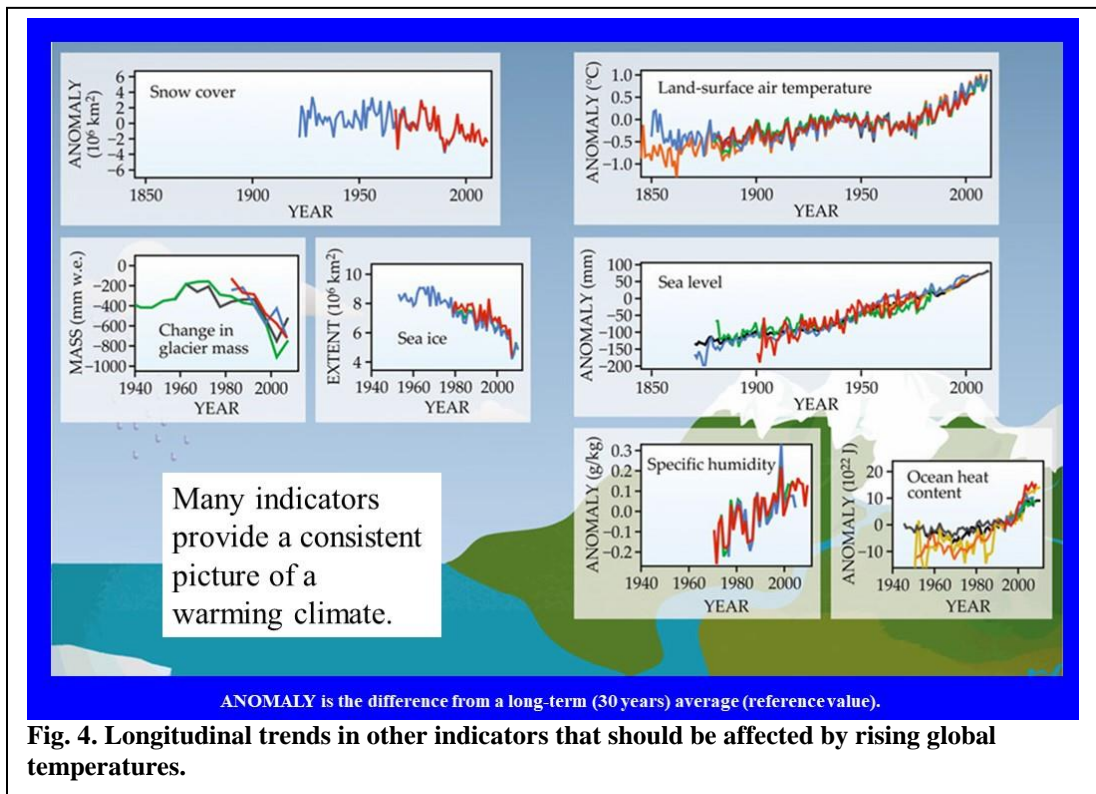 6
4
2
0
−2
−4
−6
ANOMALY
(10⁶ km²)
Snow cover
1850
1900
1950
2000
YEAR
1.0
0.5
0.0
−0.5
−1.0
ANOMALY (°C)
Land-surface air temperature
1850
1900
1950
2000
YEAR
0
−200
−400
−600
−800
−1000
MASS (mm w.e.)
Change in
glacier mass
1940
1960
1980
2000
YEAR
10
8
6
4
EXTENT (10⁶ km²)
Sea ice
1940
1960
1980
2000
YEAR
100
50
0
−50
−100
−150
−200
ANOMALY (mm)
Sea level
1850
1900
1950
2000
YEAR
0.3
0.2
0.1
0.0
−0.1
−0.2
ANOMALY (g/kg)
Specific humidity
1940
1960
1980
2000
YEAR
20
10
0
−10
ANOMALY (10²² J)
Ocean heat
content
1940
1960
1980
2000
YEAR
Many indicators
provide a consistent
picture of a
warming climate.
ANOMALY is the difference from a long-term (30 years) average (reference value).
Fig. 4. Longitudinal trends in other indicators that should be affected by rising global
temperatures.